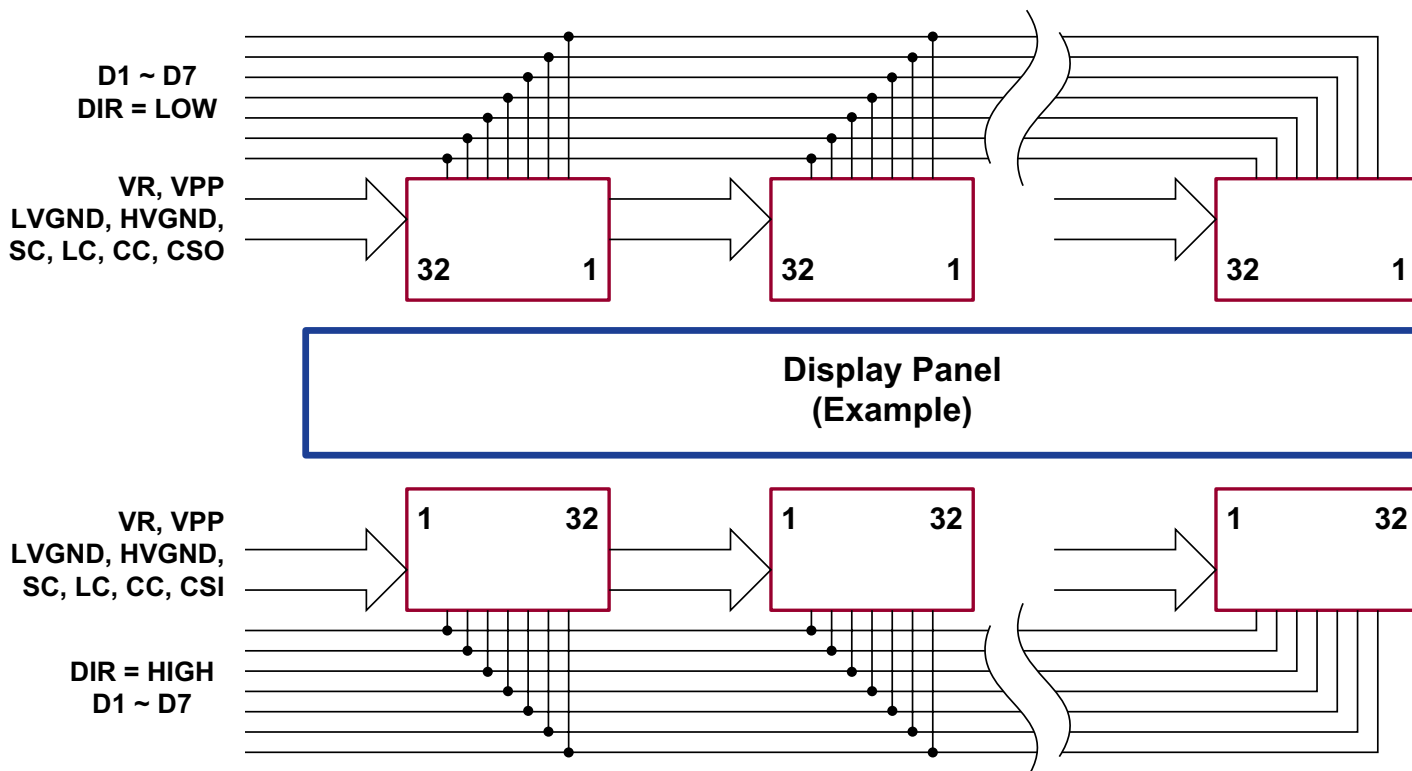 D1 ~ D7
DIR = LOW
VR, VPP
LVGND, HVGND,
SC, LC, CC, CSO
32 1
32 1
32 1
Display Panel
(Example)
1 32
1 32
1 32
VR, VPP
LVGND, HVGND,
SC, LC, CC, CSI
DIR = HIGH
D1 ~ D7